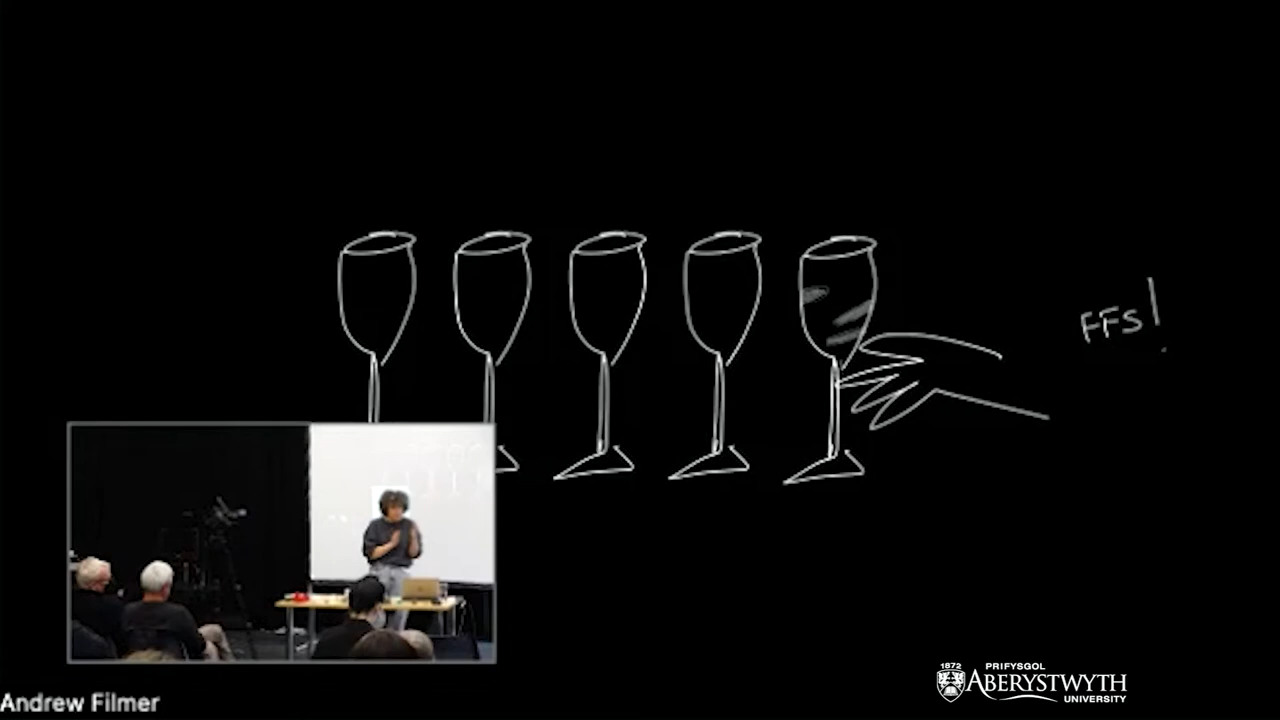 FFS!
Andrew Filmer
1872
PRIFYSGOL
ABERYSTWYTH
UNIVERSITY